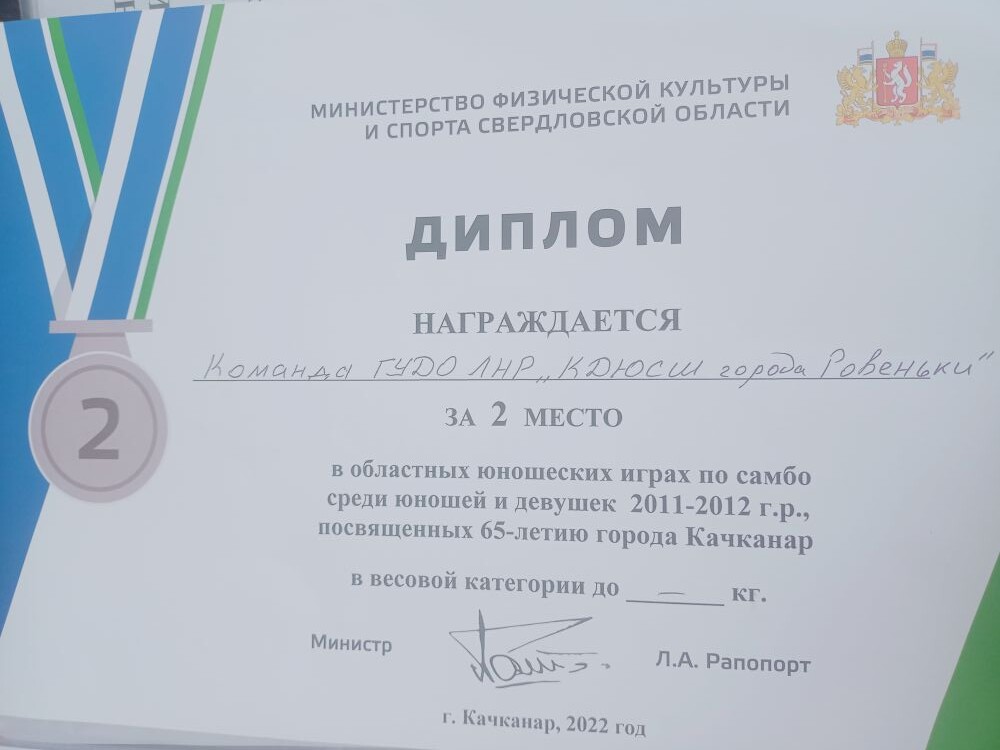 МИНИСТЕРСТВО ФИЗИЧЕСКОЙ КУЛЬТУРЫ
И СПОРТА СВЕРДЛОВСКОЙ ОБЛАСТИ
ДИПЛОМ
НАГРАЖДАЕТСЯ
Команда ГУДО ЛНР „КДЮСШ города Ровеньки"
ЗА 2 МЕСТО
2
в областных юношеских играх по самбо
среди юношей и девушек 2011-2012 г.р.,
посвященных 65-летию города Качканар
в весовой категории до — кг.
Министр Л.А. Рапопорт
г. Качканар, 2022 год